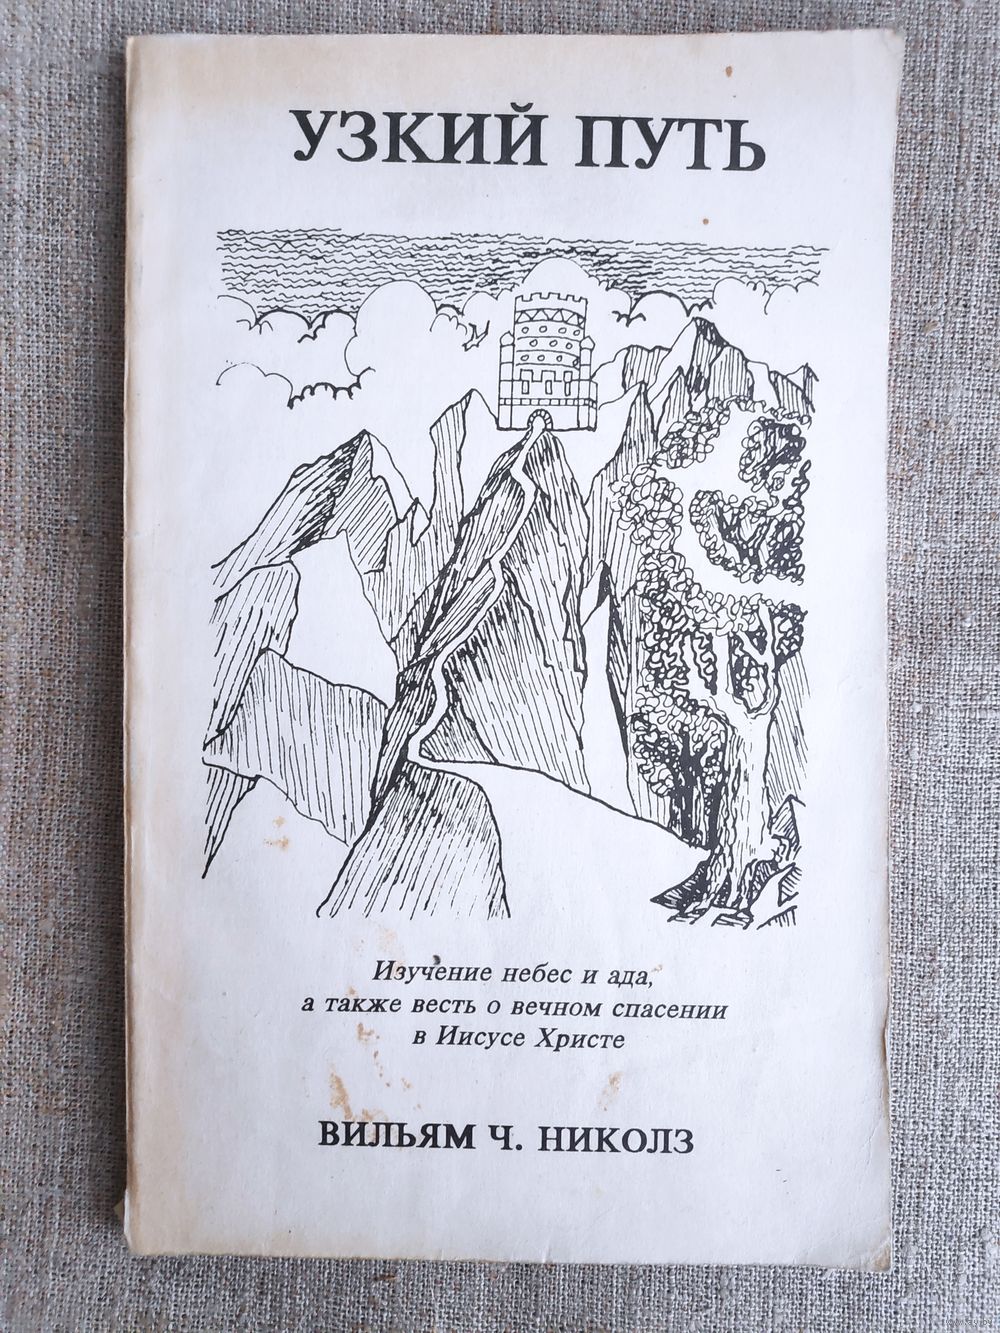 УЗКИЙ ПУТЬ
Изучение небес и ада,
а также весть о вечном спасении
в Иисусе Христе
ВИЛЬЯМ Ч. НИКОЛЗ